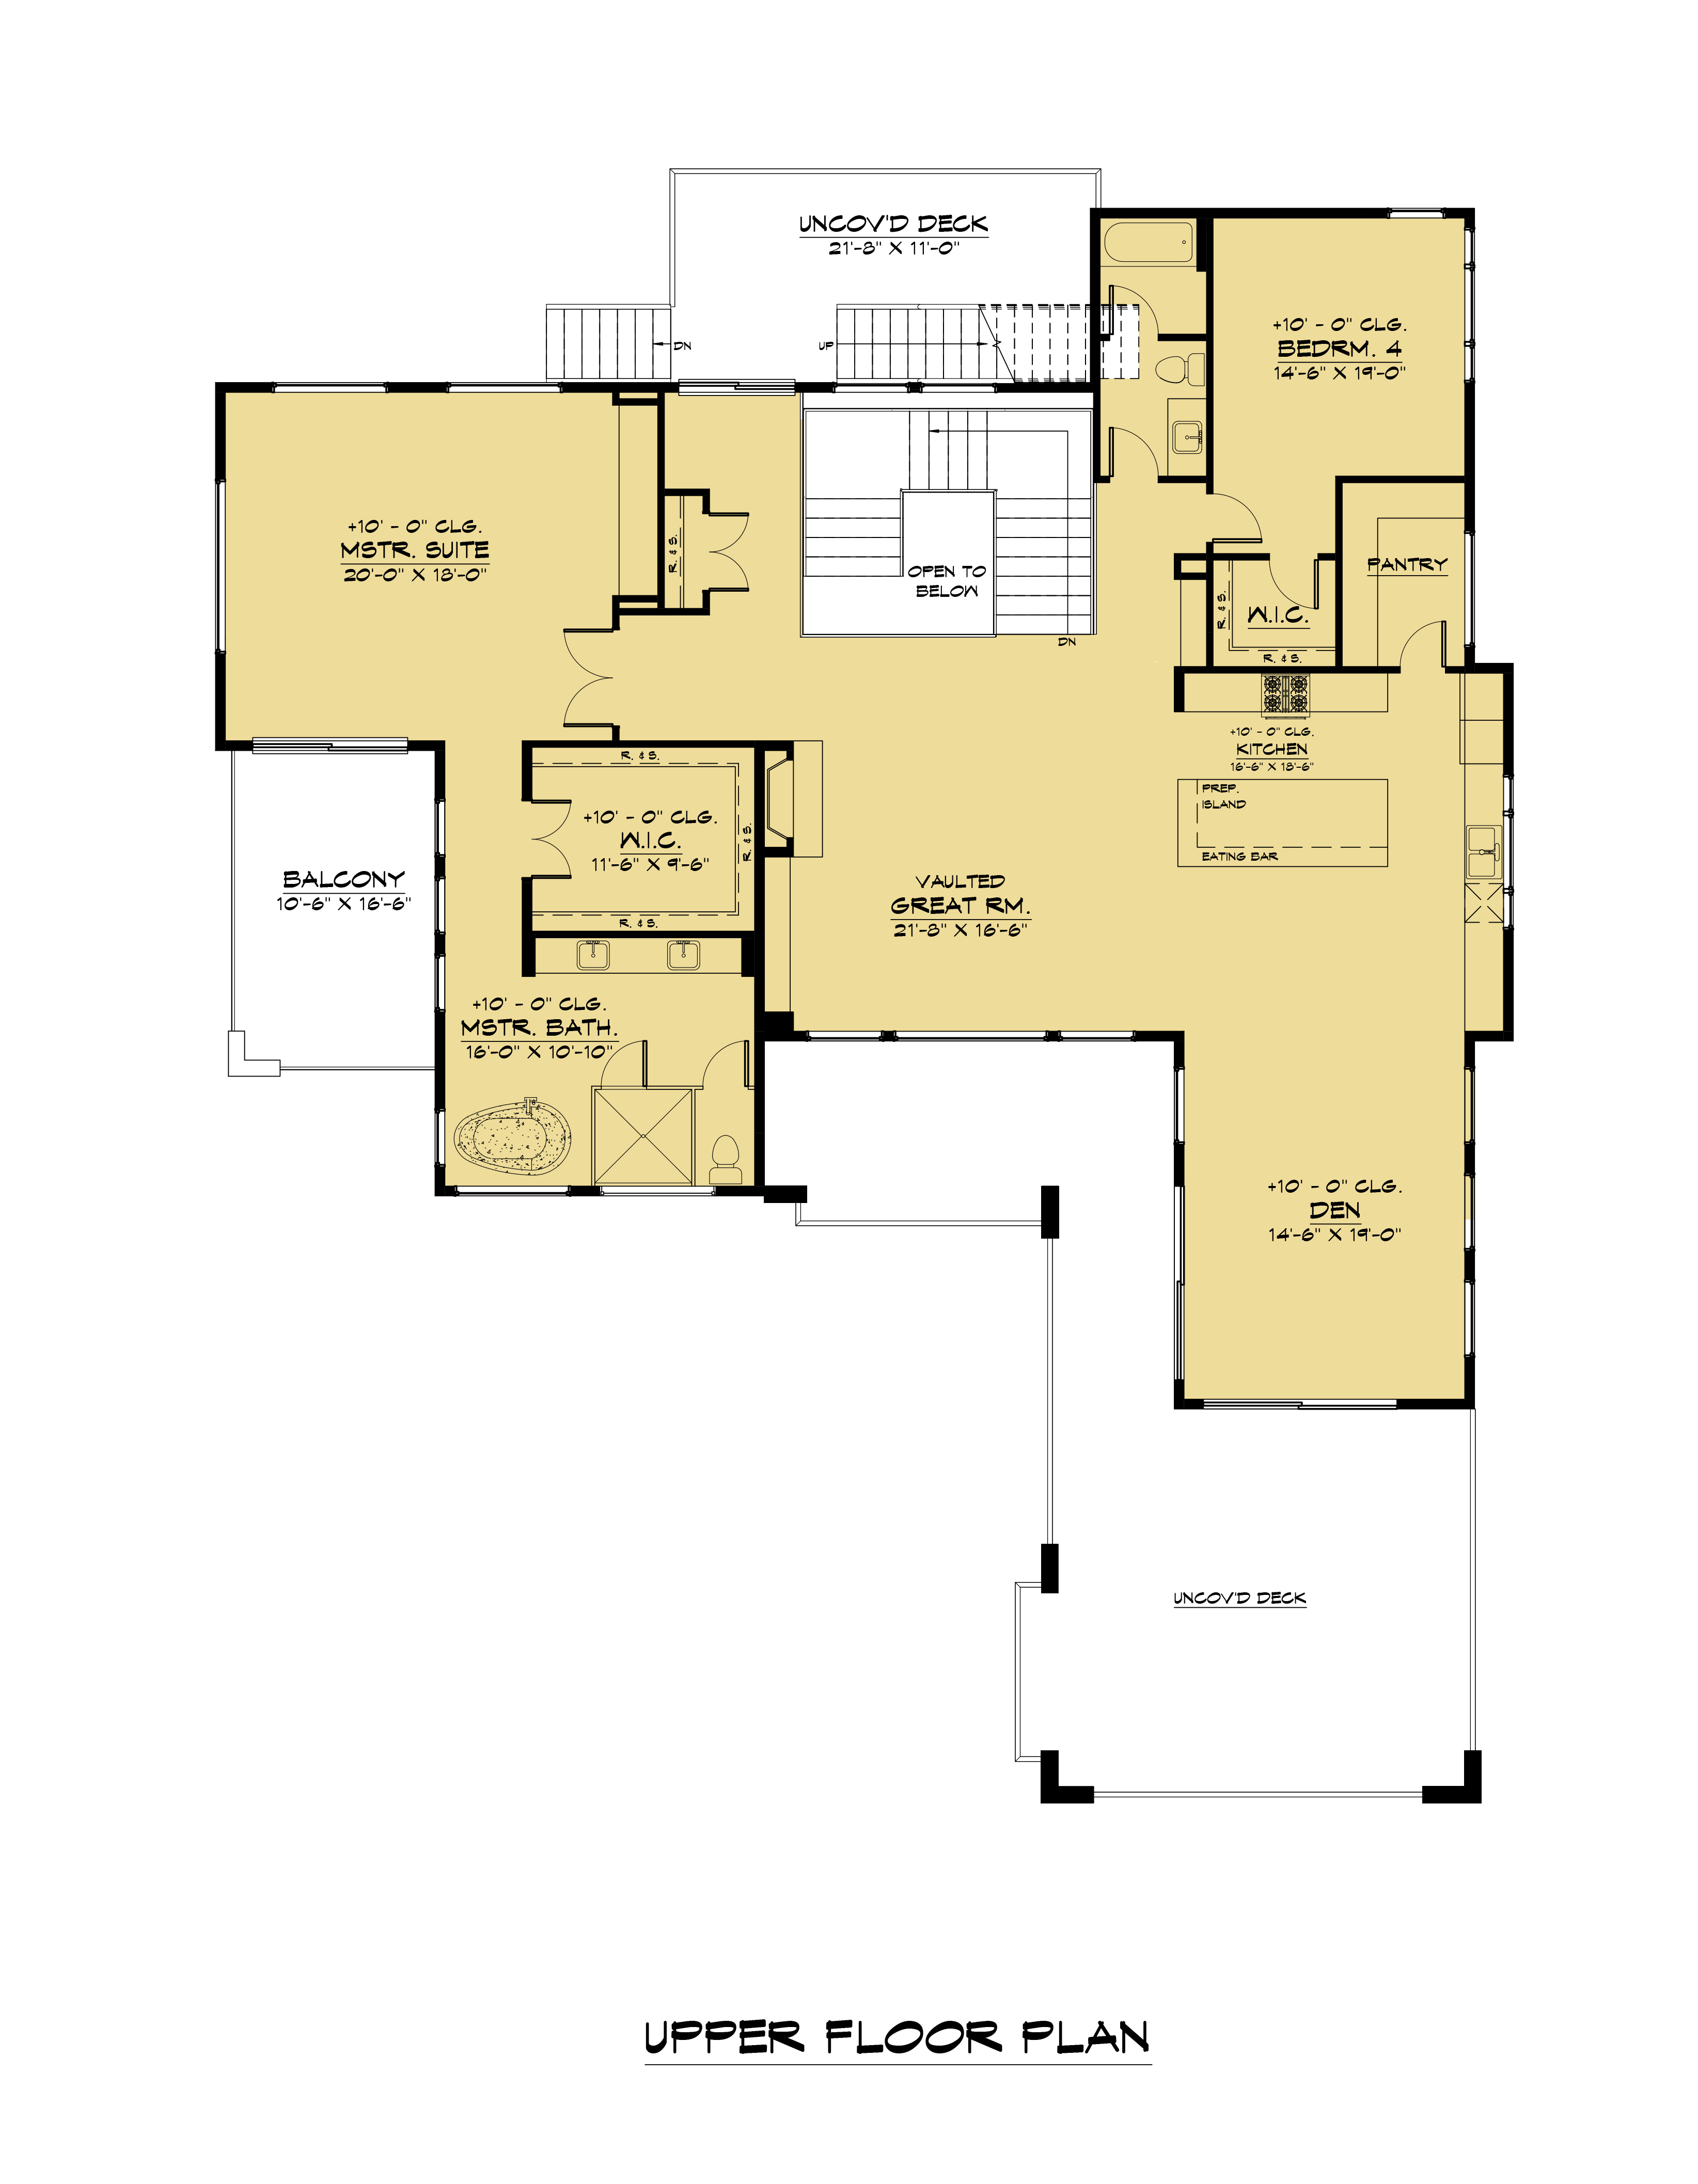 UNCOV'D DECK
21'-8" X 11'-0"
DN
UP
+10' - 0" CLG.
BEDRM. 4
14'-6" X 19'-0"
+10' - 0" CLG.
MSTR. SUITE
20'-0" X 18'-0"
R. & S.
OPEN TO
BELOW
DN
PANTRY
R. & S.
W.I.C.
R. & S.
+10' - 0" CLG.
KITCHEN
16'-6" X 18'-6"
PREP.
ISLAND
EATING BAR
R. & S.
+10' - 0" CLG.
W.I.C.
11'-6" X 9'-6"
R. & S.
R. & S.
BALCONY
10'-6" X 16'-6"
VAULTED
GREAT RM.
21'-8" X 16'-6"
+10' - 0" CLG.
MSTR. BATH.
16'-0" X 10'-10"
+10' - 0" CLG.
DEN
14'-6" X 19'-0"
UNCOV'D DECK
UPPER FLOOR PLAN